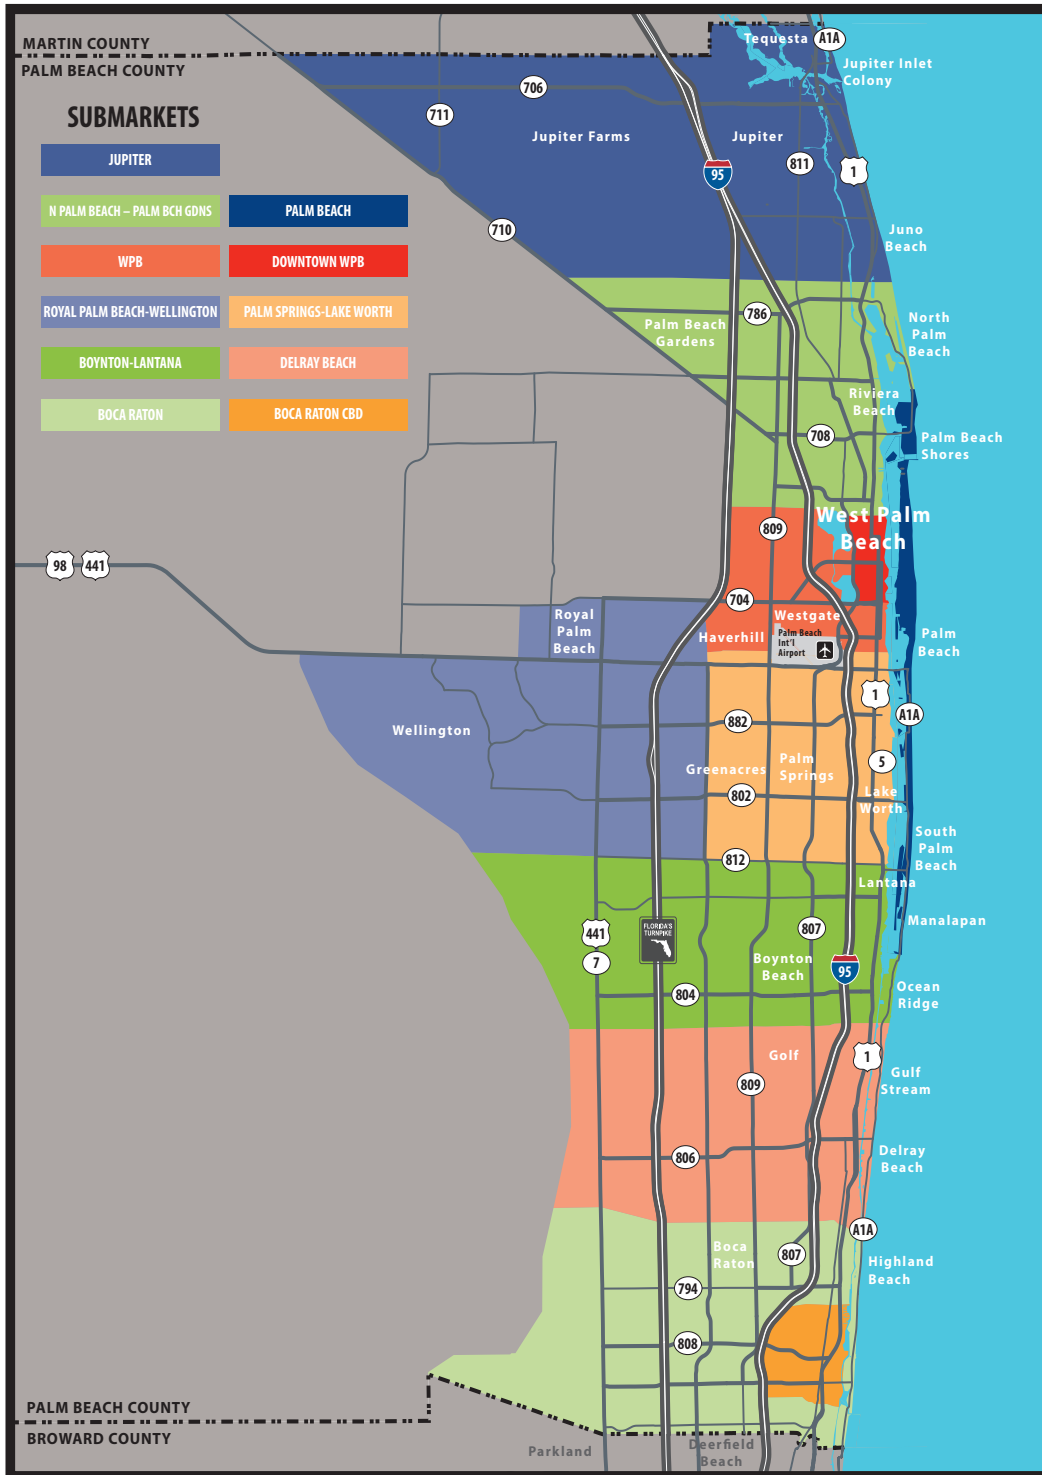 MARTIN COUNTY
PALM BEACH COUNTY
SUBMARKETS
JUPITER
N PALM BEACH – PALM BCH GDNS
PALM BEACH
WPB
DOWNTOWN WPB
ROYAL PALM BEACH-WELLINGTON
PALM SPRINGS-LAKE WORTH
BOYNTON-LANTANA
DELRAY BEACH
BOCA RATON
BOCA RATON CBD
Tequesta
A1A
Jupiter Inlet
Colony
706
711
Jupiter Farms
Jupiter
811
95
1
710
Juno
Beach
786
Palm Beach
Gardens
North
Palm
Beach
Riviera
Beach
708
Palm Beach
Shores
West Palm
Beach
809
98
441
704
Royal
Palm
Beach
Westgate
Haverhill
Palm Beach
Int'l
Airport
Palm
Beach
1
A1A
882
Wellington
Greenacres
Palm
Springs
5
802
Lake
Worth
South
Palm
Beach
812
Lantana
Manalapan
441
FLORIDA'S
TURNPIKE
807
7
Boynton
Beach
95
804
Ocean
Ridge
Golf
1
809
Gulf
Stream
806
Delray
Beach
A1A
Boca
Raton
807
Highland
Beach
794
808
PALM BEACH COUNTY
BROWARD COUNTY
Parkland
Deerfield
Beach